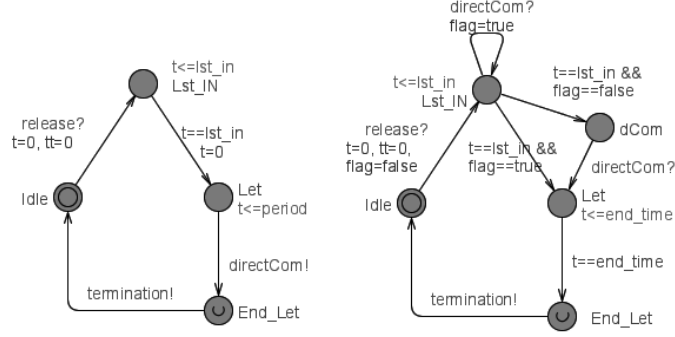 t<=lst_in
Lst_IN
release?
t=0, tt=0
t==lst_in
t=0
Idle
Let
t<=period
directCom!
termination!
End_Let
directCom?
flag=true
t<=lst_in
Lst_IN
t==lst_in &&
flag==false
release?
t=0, tt=0,
flag=false
t==lst_in &&
flag==true
dCom
directCom?
Idle
Let
t<=end_time
t==end_time
termination!
End_Let